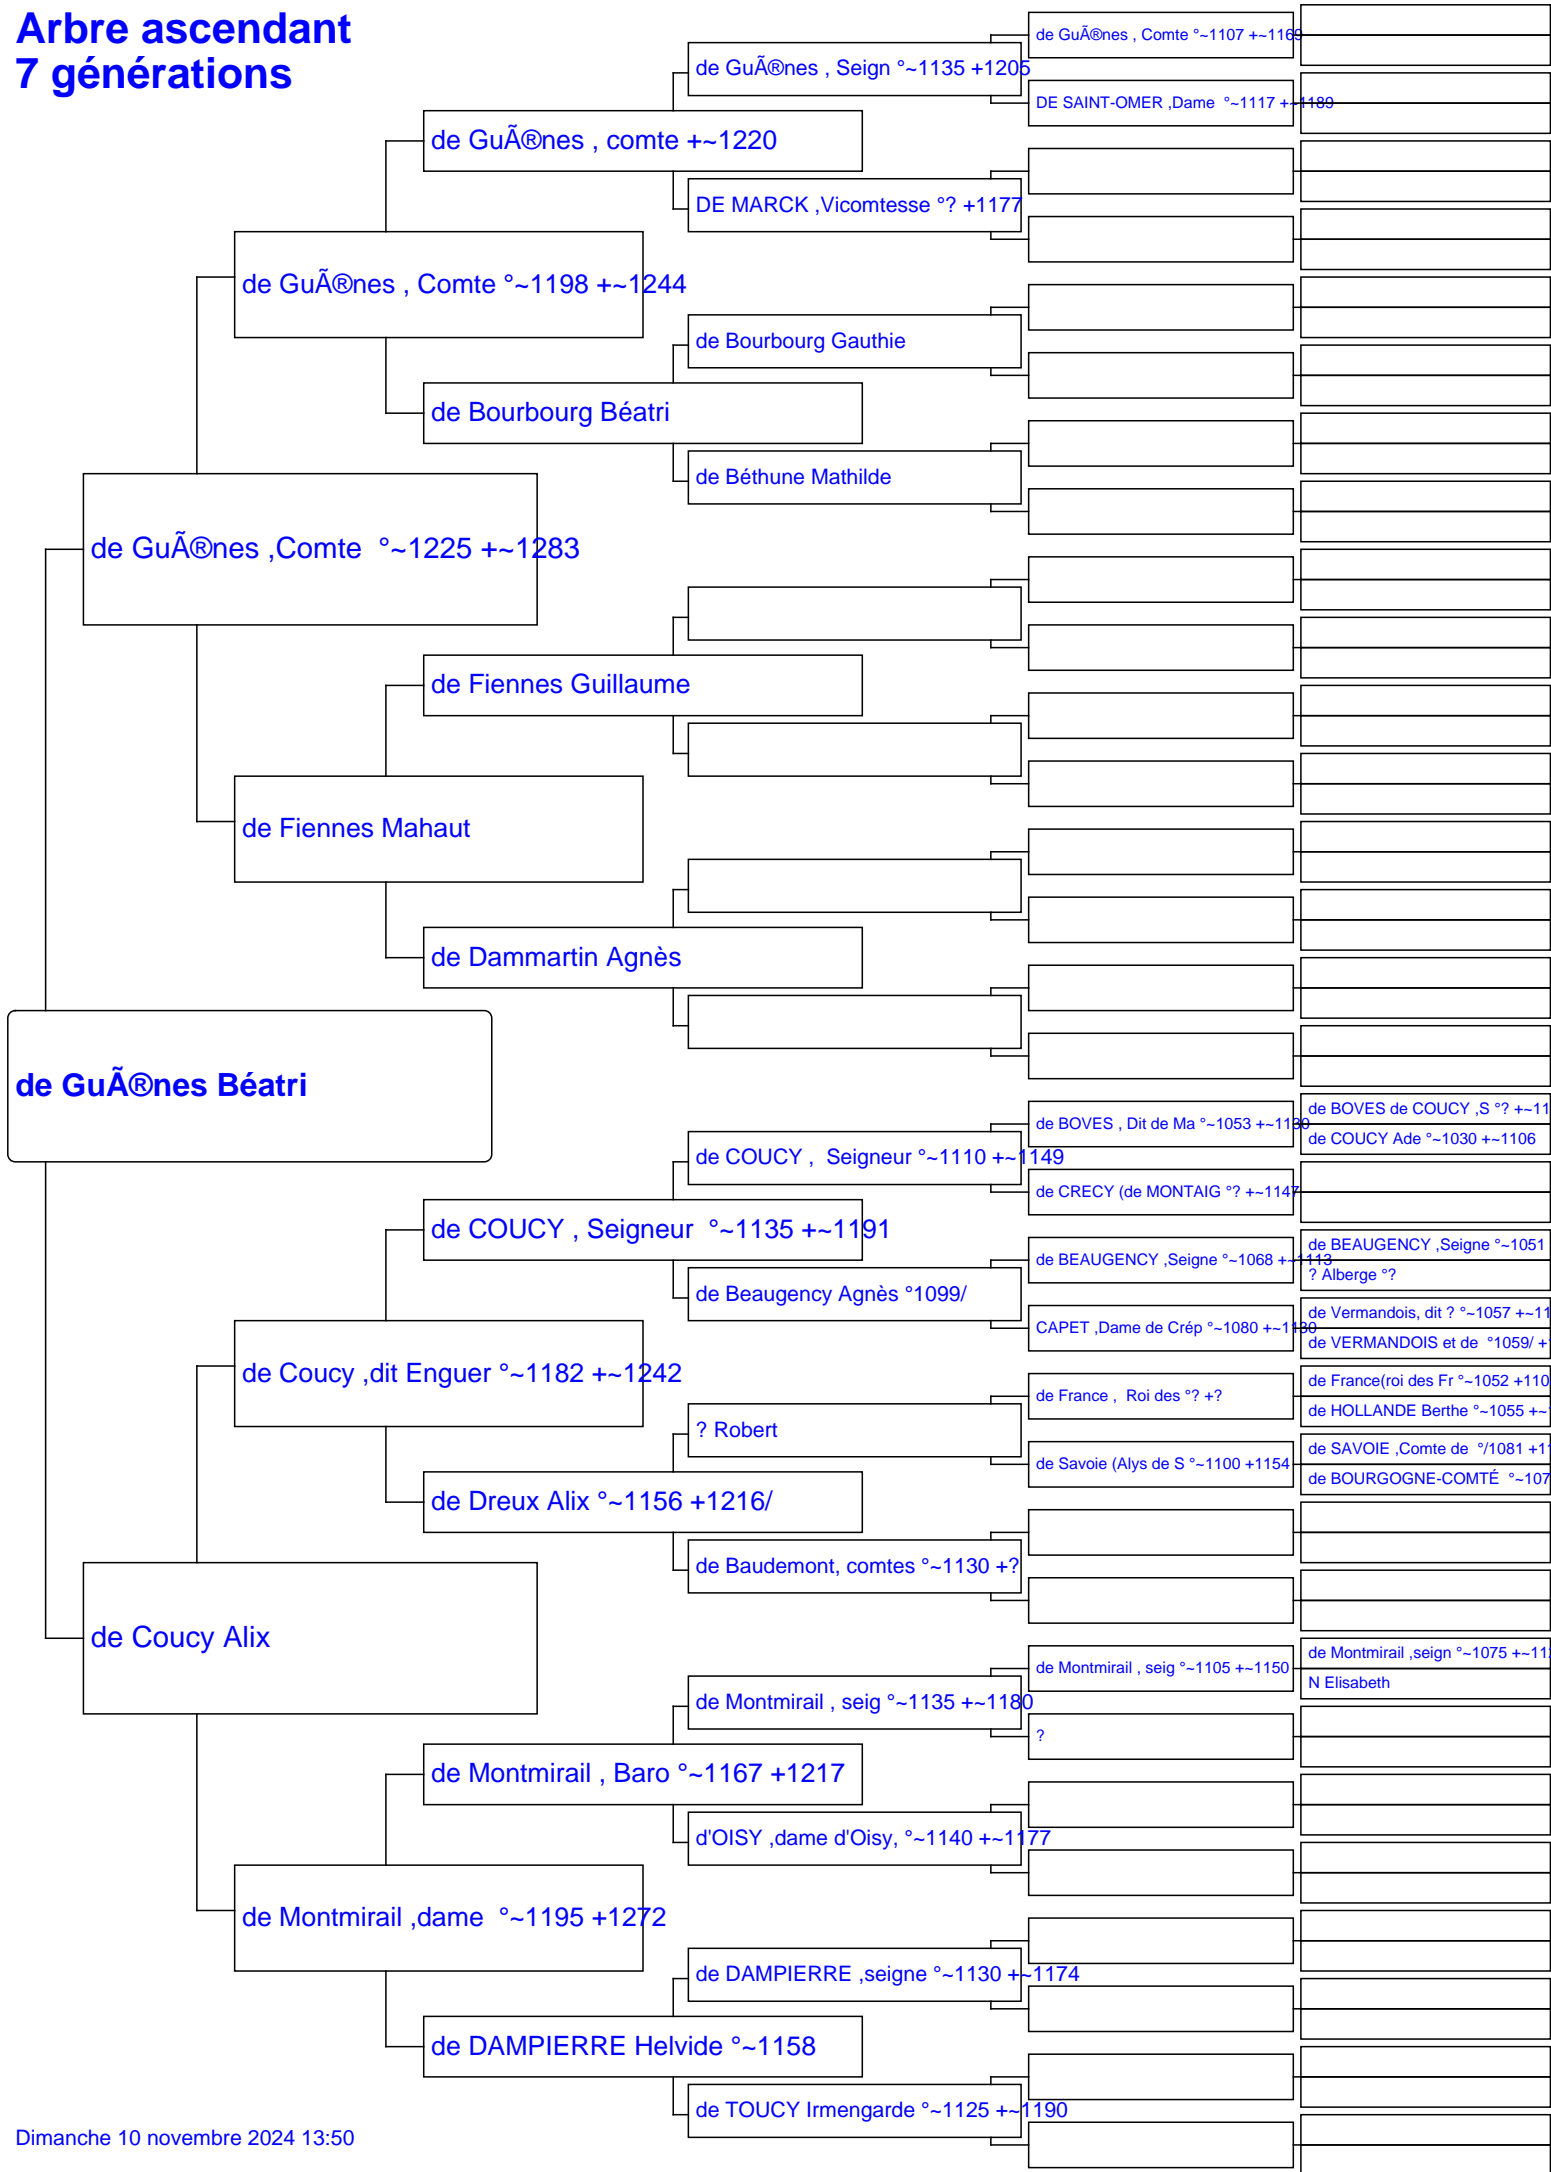 Arbre ascendant
7 générations
de GuÃ®nes , Comte °~1107 +~1169
de GuÃ®nes , Seign °~1135 +1205
DE SAINT-OMER ,Dame °~1117 +~1189
de GuÃ®nes , comte +~1220
DE MARCK ,Vicomtesse °? +1177
de GuÃ®nes , Comte °~1198 +~1244
de Bourbourg Gauthie
de Bourbourg Béatri
de Béthune Mathilde
de GuÃ®nes ,Comte °~1225 +~1283
de Fiennes Guillaume
de Fiennes Mahaut
de Dammartin Agnès
de GuÃ®nes Béatri
de BOVES de COUCY ,S °? +~11
de BOVES , Dit de Ma °~1053 +~1130
de COUCY Ade °~1030 +~1106
de COUCY , Seigneur °~1110 +~1149
de CRECY (de MONTAIG °? +~1147
de COUCY , Seigneur °~1135 +~1191
de BEAUGENCY ,Seigne °~1051
de BEAUGENCY ,Seigne °~1068 +~1113
? Alberge °?
de Beaugency Agnès °1099/
de Vermandois, dit ? °~1057 +~11
CAPET ,Dame de Crép °~1080 +~1130
de VERMANDOIS et de °1059/ +
de Coucy ,dit Enguer °~1182 +~1242
de France(roi des Fr °~1052 +110
de France , Roi des °? +?
de HOLLANDE Berthe °~1055 +~
? Robert
de SAVOIE ,Comte de °/1081 +11
de Savoie (Alys de S °~1100 +1154
de BOURGOGNE-COMTÉ °~107
de Dreux Alix °~1156 +1216/
de Baudemont, comtes °~1130 +?
de Coucy Alix
de Montmirail ,seign °~1075 +~11
de Montmirail , seig °~1105 +~1150
N Elisabeth
de Montmirail , seig °~1135 +~1180
?
de Montmirail , Baro °~1167 +1217
d'OISY ,dame d'Oisy, °~1140 +~1177
de Montmirail ,dame °~1195 +1272
de DAMPIERRE ,seigne °~1130 +~1174
de DAMPIERRE Helvide °~1158
de TOUCY Irmengarde °~1125 +~1190
Dimanche 10 novembre 2024 13:50